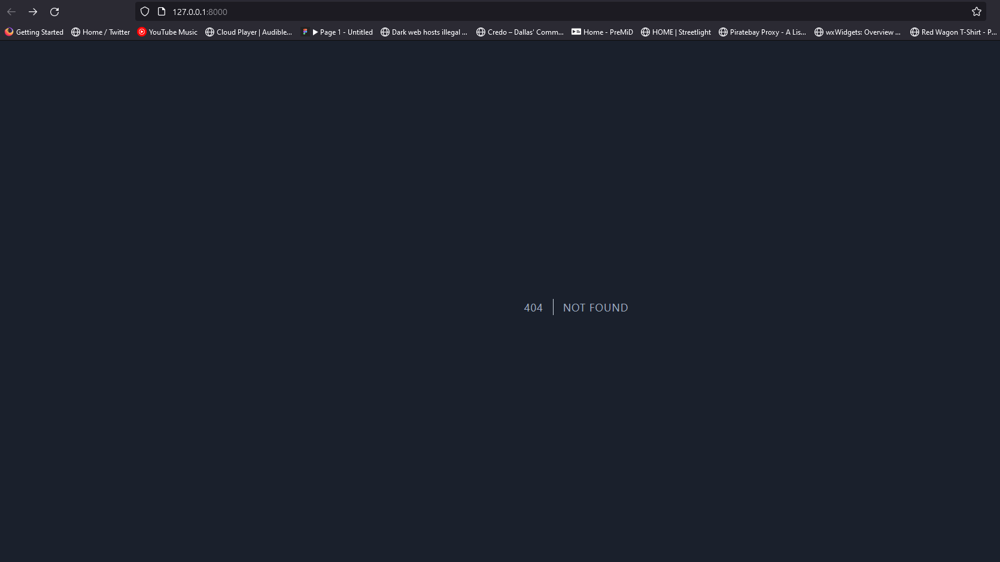 127.0.0.1:8000
Getting Started Home / Twitter YouTube Music Cloud Player | Audible... Page 1 - Untitled Dark web hosts illegal ... Credo – Dallas' Comm... Home - PreMiD HOME | Streetlight Piratebay Proxy - A Lis... wxWidgets: Overview ... Red Wagon T-Shirt - P...
404 NOT FOUND